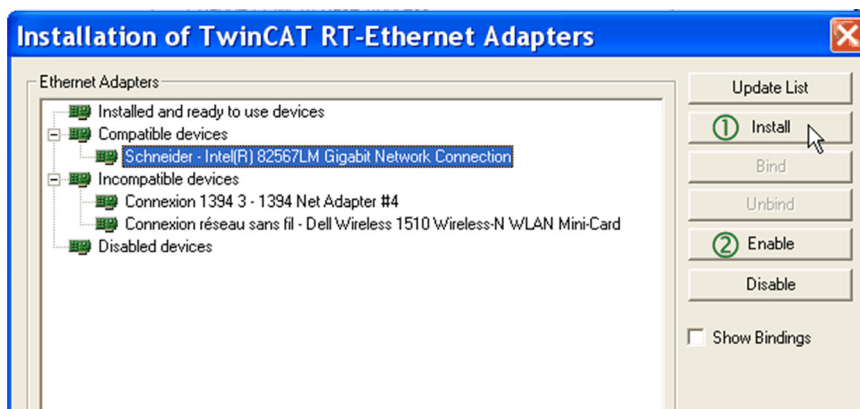 Installation of TwinCAT RT-Ethernet Adapters
Ethernet Adapters
Installed and ready to use devices
Compatible devices
Schneider - Intel(R) 82567LM Gigabit Network Connection
Incompatible devices
Connexion 1394 3 - 1394 Net Adapter #4
Connexion réseau sans fil - Dell Wireless 1510 Wireless-N WLAN Mini-Card
Disabled devices
Update List
1 Install
Bind
Unbind
2 Enable
Disable
Show Bindings